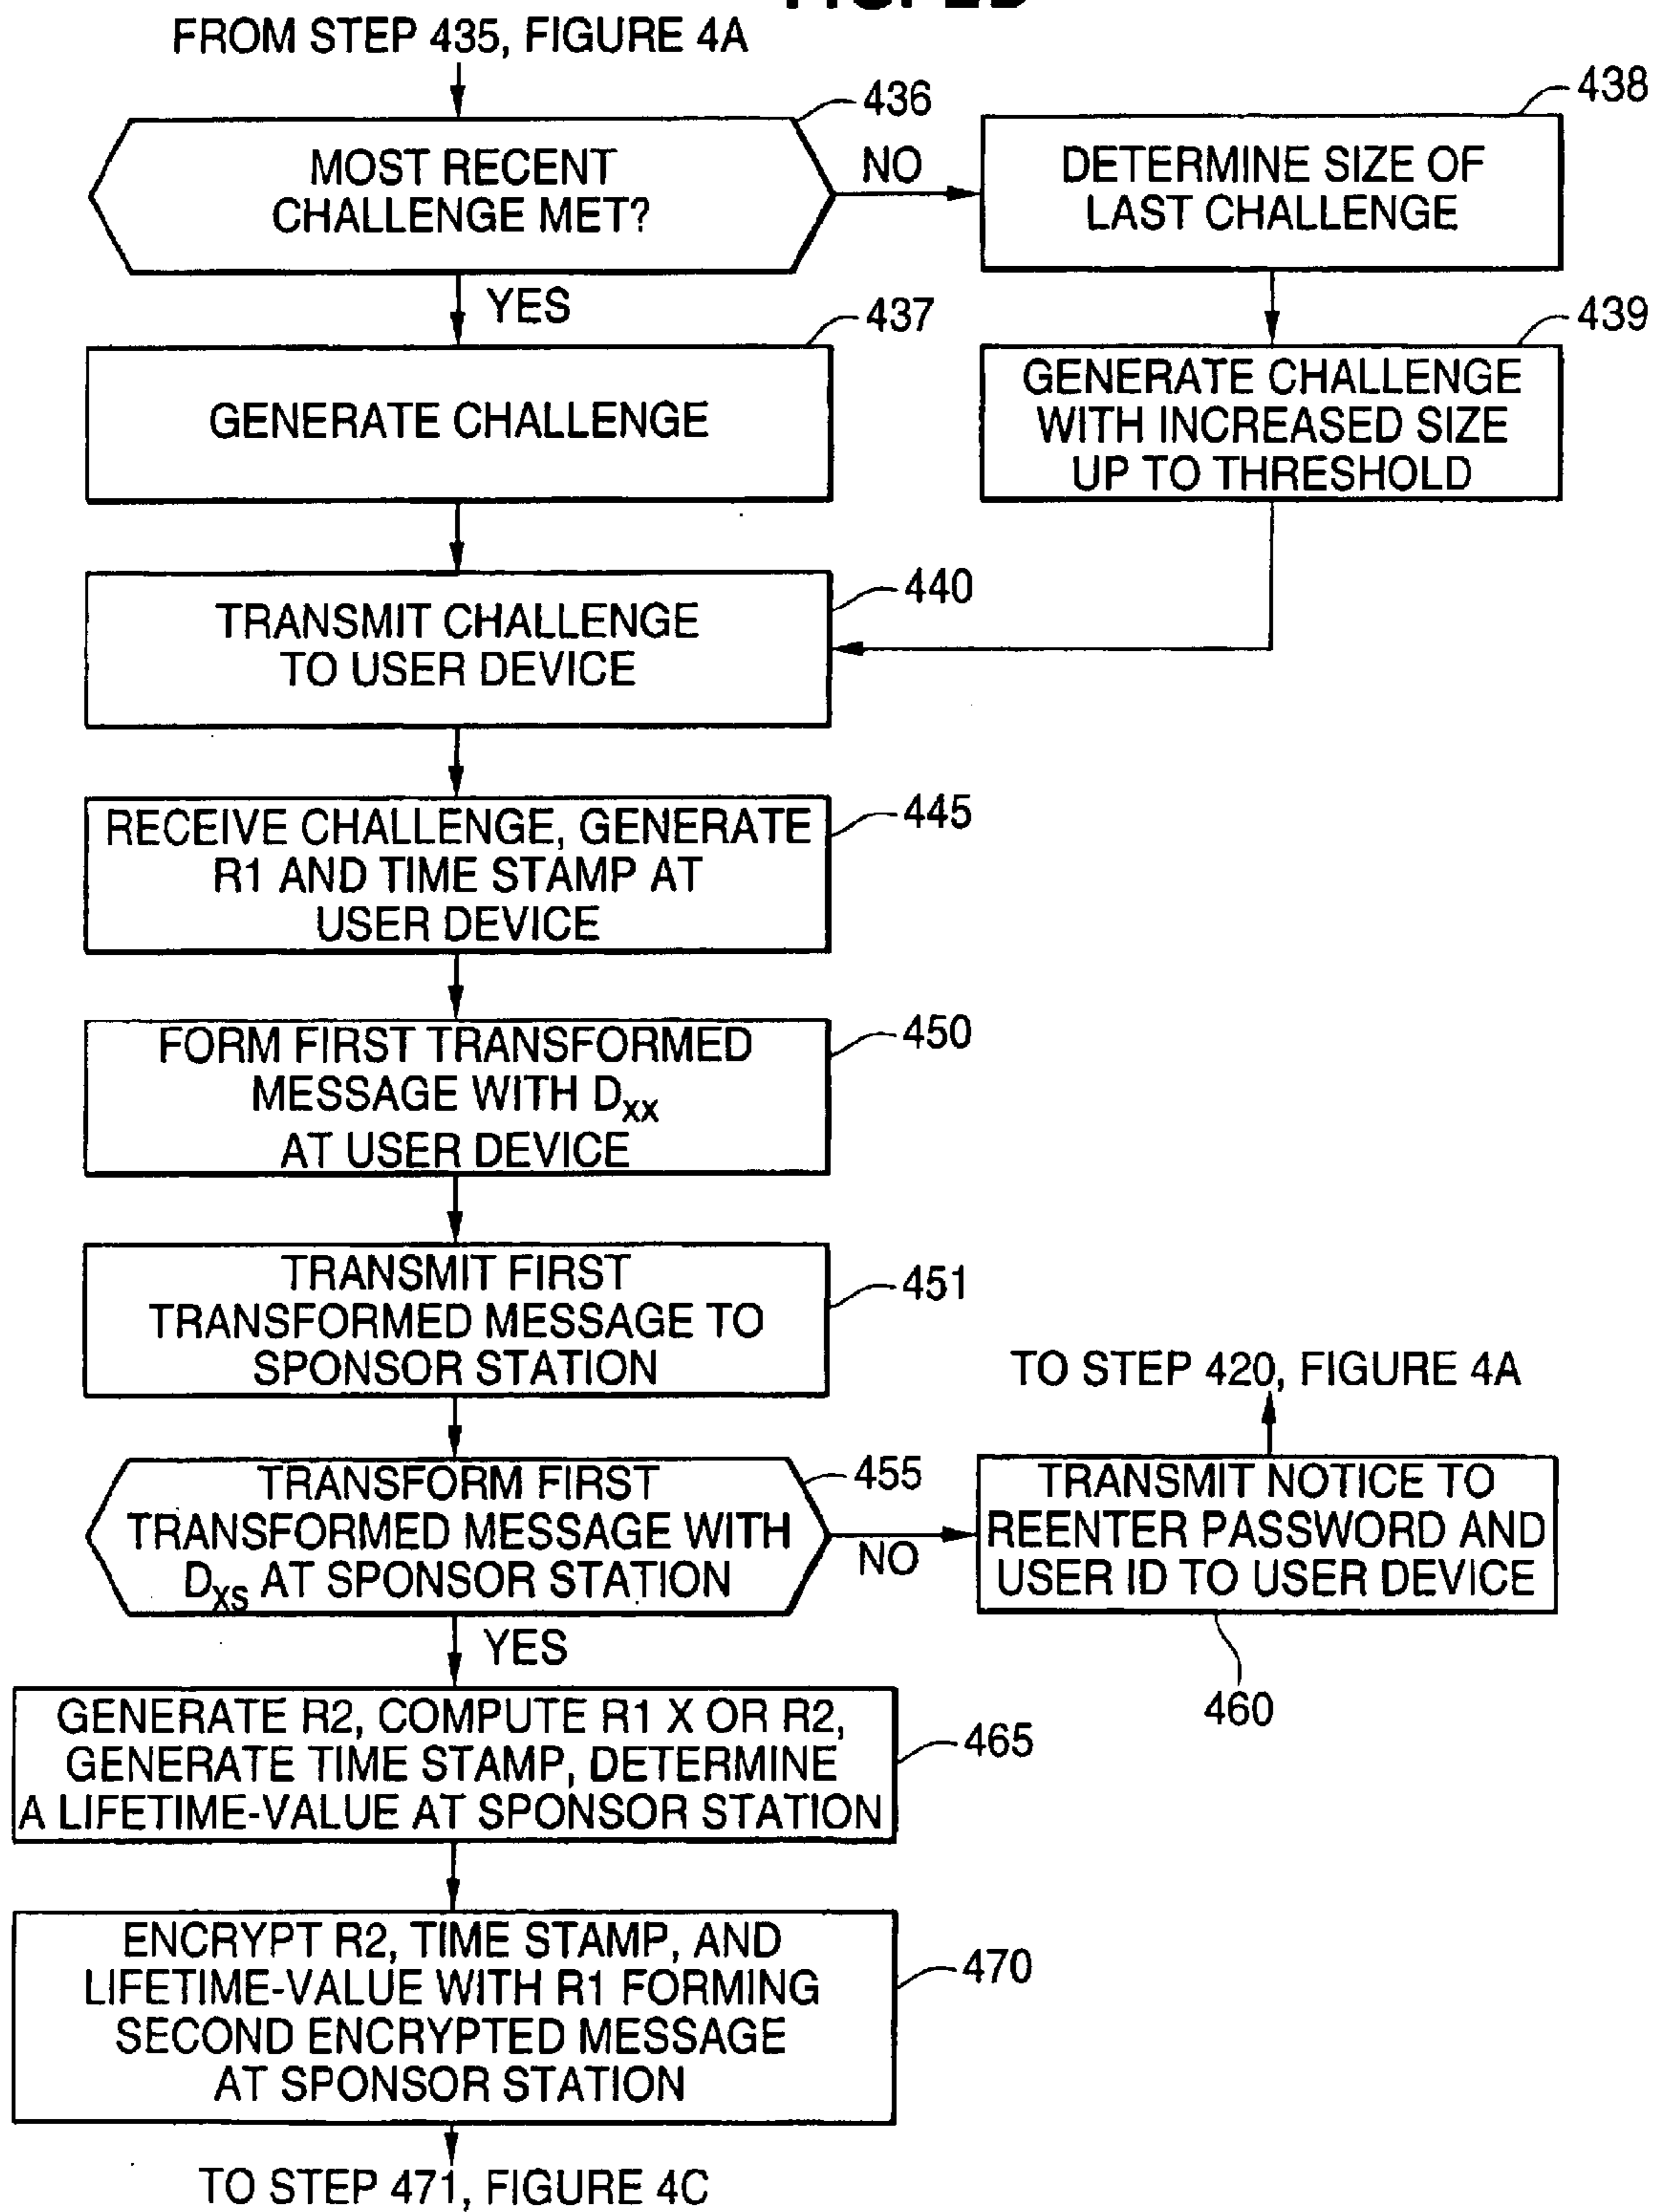 FROM STEP 435, FIGURE 4A
436
MOST RECENT
CHALLENGE MET?
NO
438
DETERMINE SIZE OF
LAST CHALLENGE
YES
437
GENERATE CHALLENGE
439
GENERATE CHALLENGE
WITH INCREASED SIZE
UP TO THRESHOLD
440
TRANSMIT CHALLENGE
TO USER DEVICE
445
RECEIVE CHALLENGE, GENERATE
R1 AND TIME STAMP AT
USER DEVICE
450
FORM FIRST TRANSFORMED
MESSAGE WITH Dxx
AT USER DEVICE
451
TRANSMIT FIRST
TRANSFORMED MESSAGE TO
SPONSOR STATION
TO STEP 420, FIGURE 4A
455
TRANSFORM FIRST
TRANSFORMED MESSAGE WITH
DXS AT SPONSOR STATION
NO
TRANSMIT NOTICE TO
REENTER PASSWORD AND
USER ID TO USER DEVICE
460
YES
GENERATE R2, COMPUTE R1 X OR R2,
GENERATE TIME STAMP, DETERMINE
A LIFETIME-VALUE AT SPONSOR STATION
465
ENCRYPT R2, TIME STAMP, AND
LIFETIME-VALUE WITH R1 FORMING
SECOND ENCRYPTED MESSAGE
AT SPONSOR STATION
470
TO STEP 471, FIGURE 4C